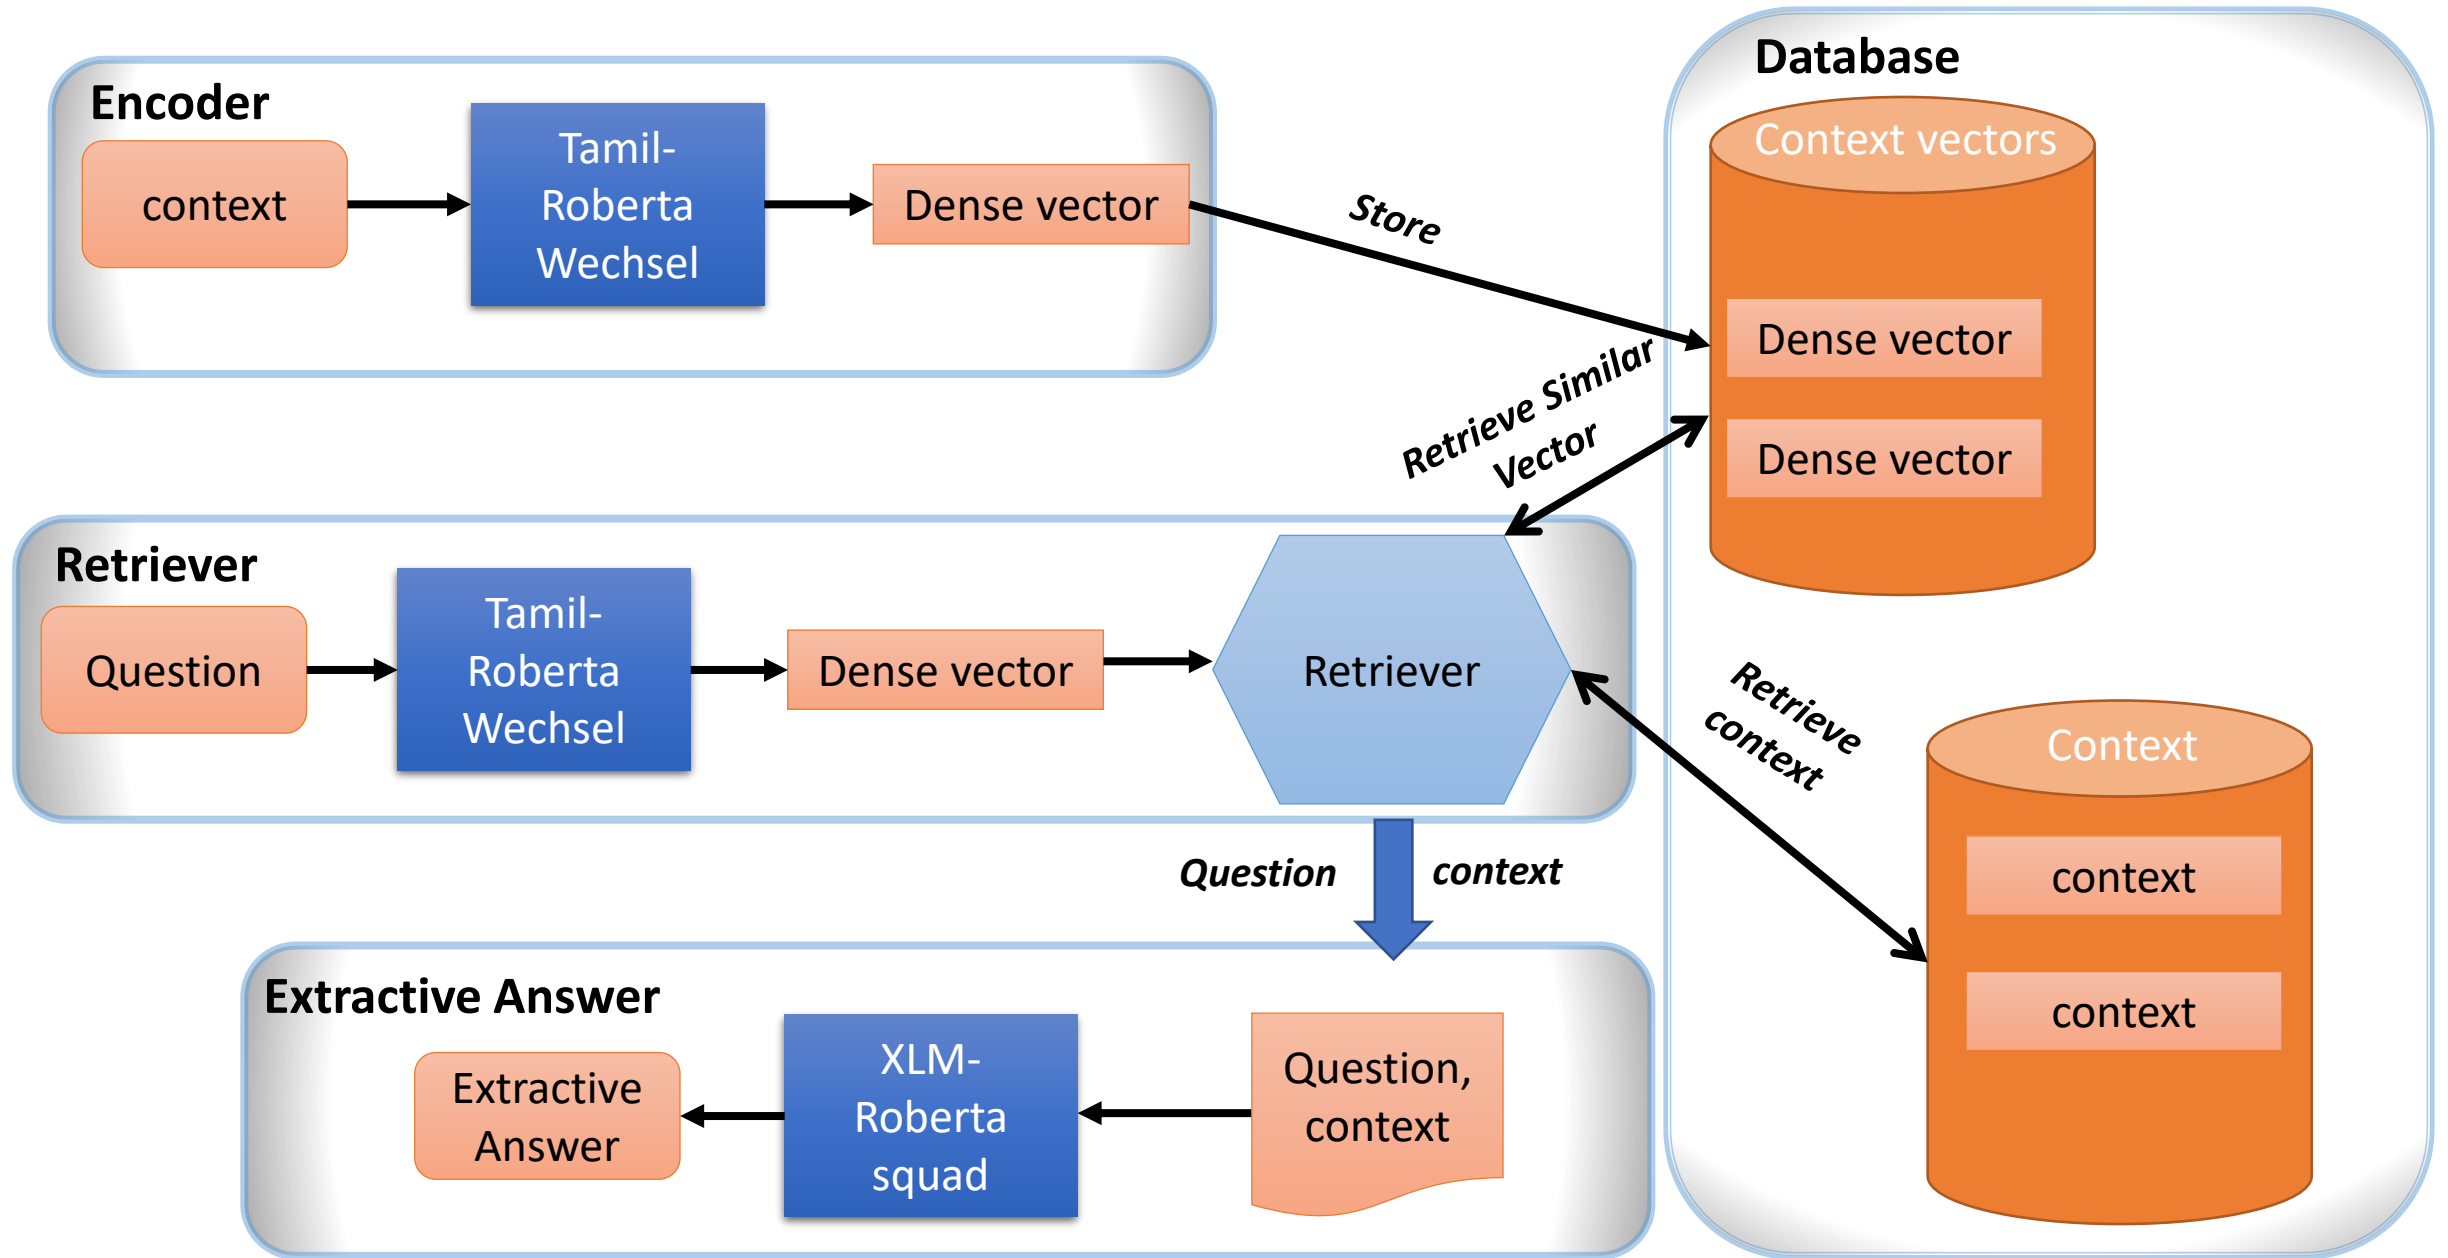 Encoder
context
Tamil-
Roberta
Wechsel
Dense vector
Store
Database
Context vectors
Dense vector
Dense vector
Retrieve Similar
Vector
Retriever
Question
Tamil-
Roberta
Wechsel
Dense vector
Retriever
Retrieve
context
Context
context
context
Question
context
Extractive Answer
Extractive
Answer
XLM-
Roberta
squad
Question,
context